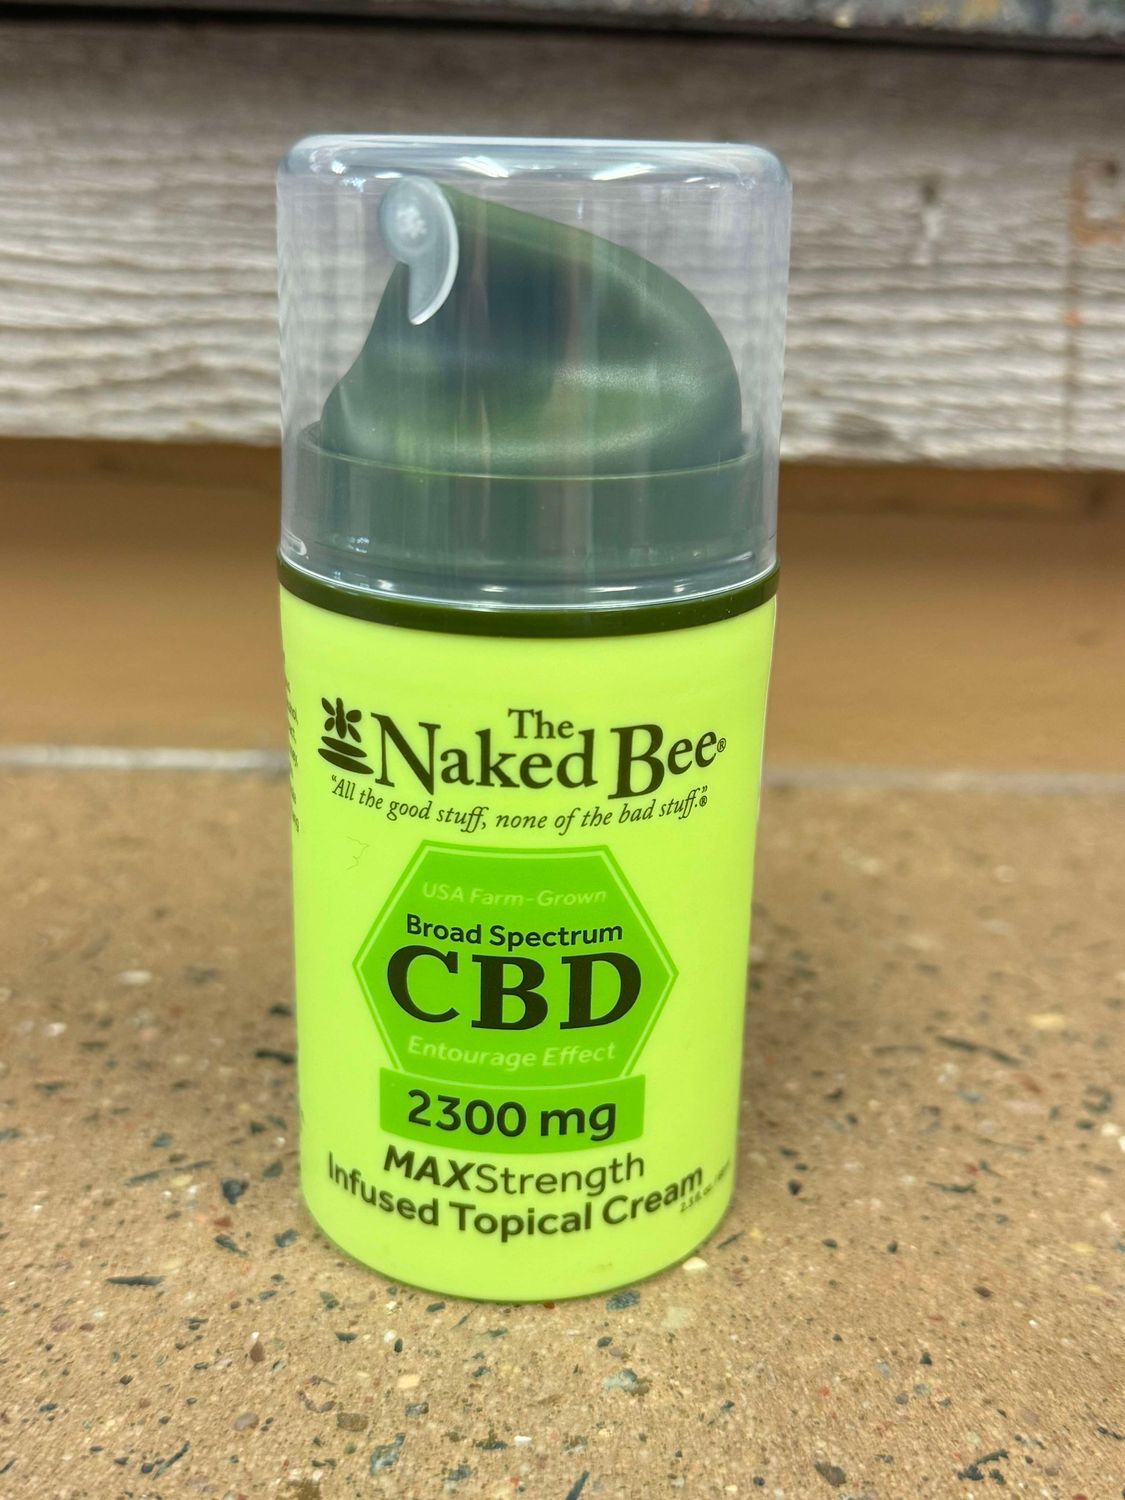 The
Naked Bee®
"All the good stuff, none of the bad stuff."®
USA Farm-Grown
Broad Spectrum
CBD
Entourage Effect
2300 mg
MAXStrength
Infused Topical Cream